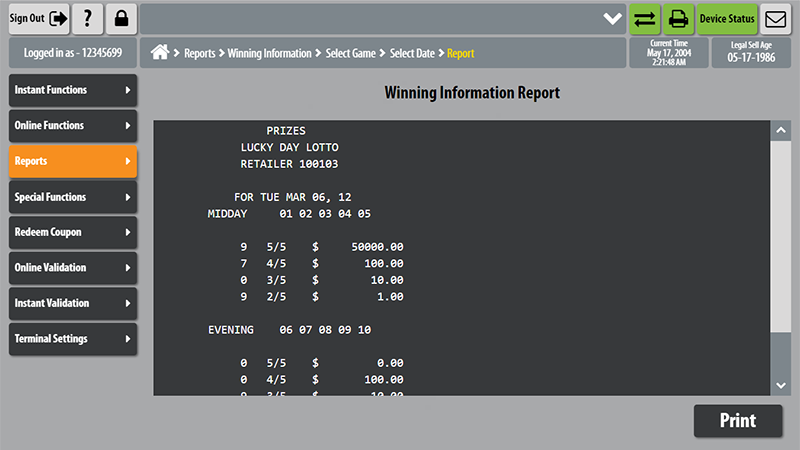 Sign Out ?
Device Status
Logged in as - 12345699
Reports > Winning Information > Select Game > Select Date > Report
Current Time
May 17, 2004
2:21:48 AM
Legal Sell Age
05-17-1986
Instant Functions
Online Functions
Reports
Special Functions
Redeem Coupon
Online Validation
Instant Validation
Terminal Settings
Winning Information Report
PRIZES
LUCKY DAY LOTTO
RETAILER 100103
FOR TUE MAR 06, 12
MIDDAY 01 02 03 04 05
9 5/5 $ 50000.00
7 4/5 $ 100.00
0 3/5 $ 10.00
9 2/5 $ 1.00
EVENING 06 07 08 09 10
0 5/5 $ 0.00
0 4/5 $ 100.00
3/5 $ 10.00
Print